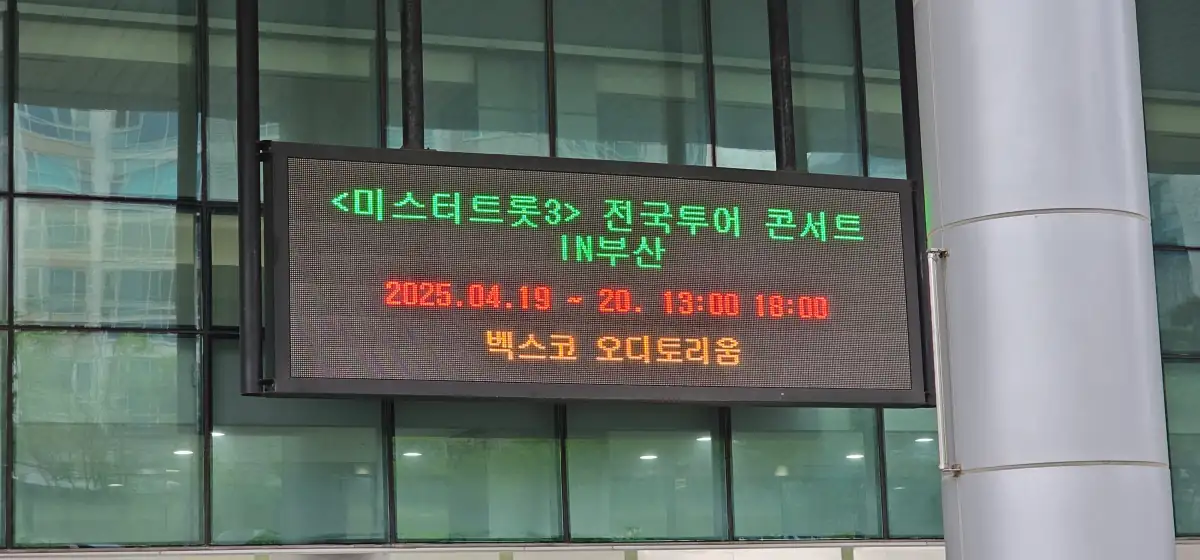 <미스터트롯3> 전국투어 콘서트
IN부산
2025.04.19 ~ 20. 13:00 18:00
벡스코 오디토리움